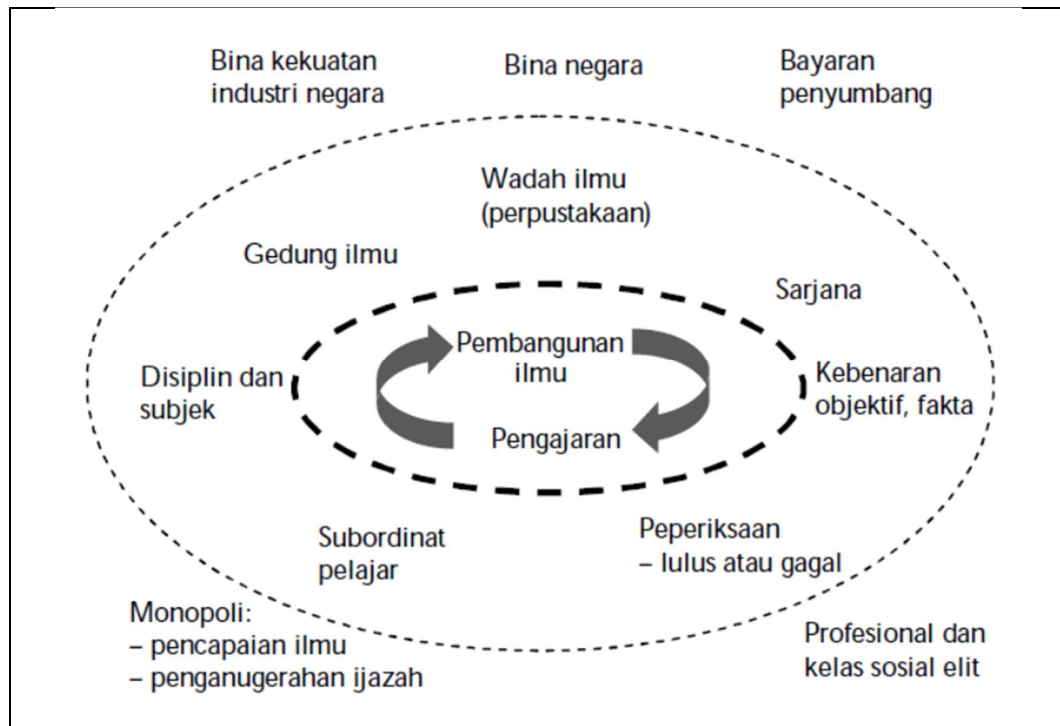 Bina kekuatan
industri negara
Bina negara
Bayaran
penyumbang
Wadah ilmu
(perpustakaan)
Gedung ilmu
Sarjana
Pembangunan
ilmu
Disiplin dan
subjek
Kebenaran
objektif, fakta
Pengajaran
Subordinat
pelajar
Peperiksaan
– lulus atau gagal
Monopoli:
– pencapaian ilmu
– penganugerahan ijazah
Profesional dan
kelas sosial elit